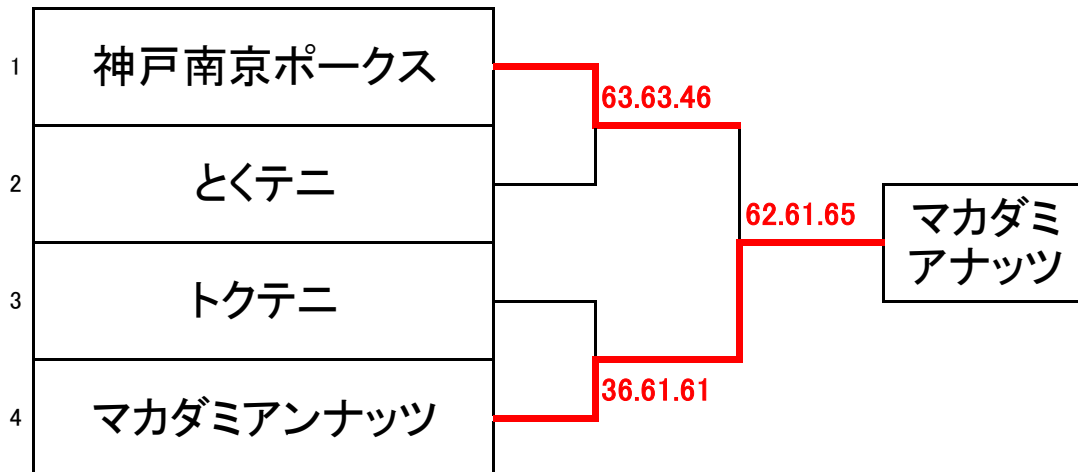 1
神戸南京ポークス
63.63.46
2
とくテニ
62.61.65
マカダミ
アナッツ
3
トクテニ
36.61.61
4
マカダミアンナッツ